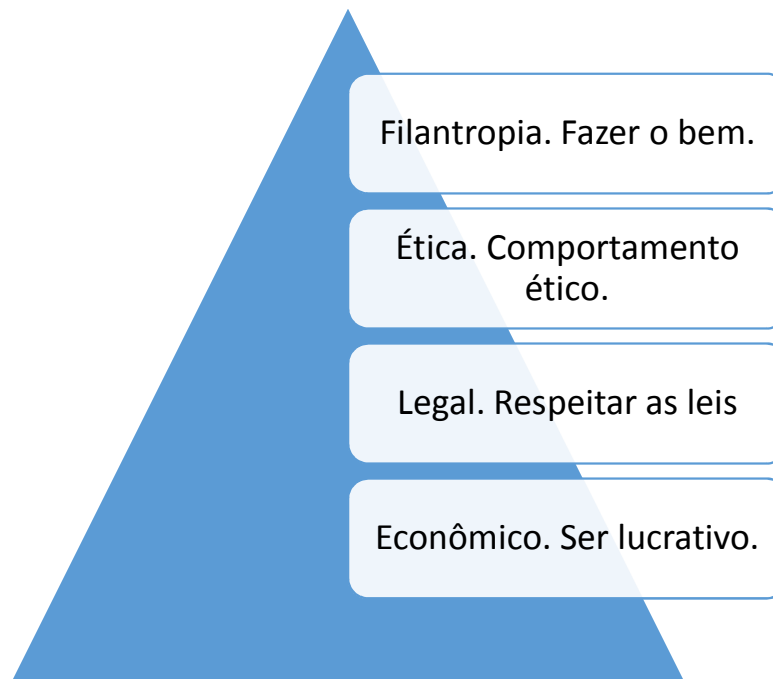 Filantropia. Fazer o bem.
Ética. Comportamento
ético.
Legal. Respeitar as leis
Econômico. Ser lucrativo.